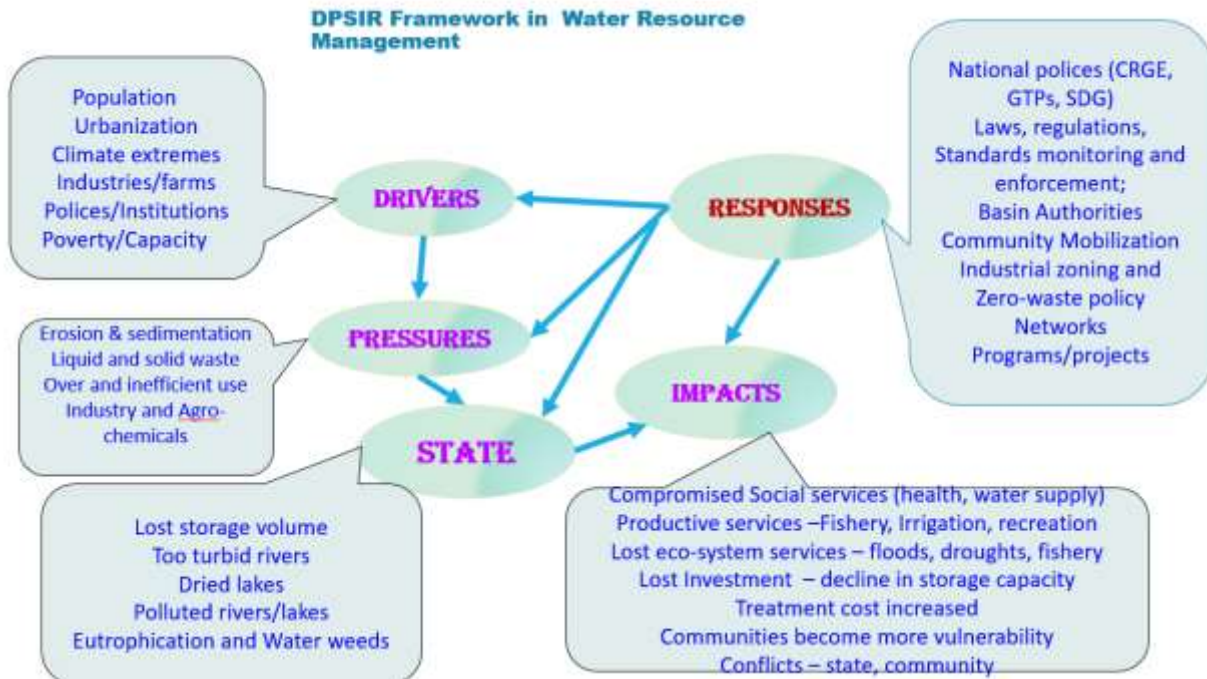 DPSIR Framework in Water Resource
Management
Population
Urbanization
Climate extremes
Industries/farms
Polices/Institutions
Poverty/Capacity
DRIVERS
RESPONSES
National polices (CRGE,
GTPs, SDG)
Laws, regulations,
Standards monitoring and
enforcement;
Basin Authorities
Community Mobilization
Industrial zoning and
Zero-waste policy
Networks
Programs/projects
Erosion & sedimentation
Liquid and solid waste
Over and inefficient use
Industry and Agro-
chemicals
PRESSURES
IMPACTS
STATE
Lost storage volume
Too turbid rivers
Dried lakes
Polluted rivers/lakes
Eutrophication and Water weeds
Compromised Social services (health, water supply)
Productive services –Fishery, Irrigation, recreation
Lost eco-system services – floods, droughts, fishery
Lost Investment – decline in storage capacity
Treatment cost increased
Communities become more vulnerability
Conflicts – state, community